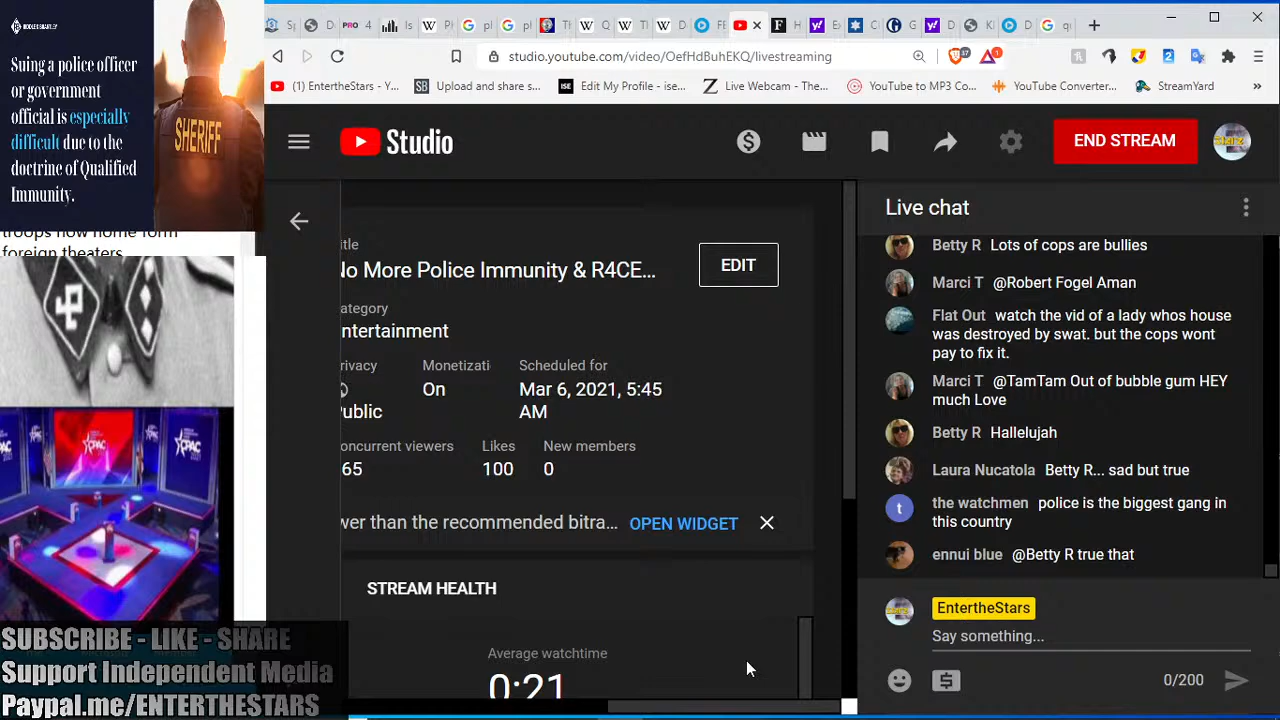 Suing a police officer
or government
official is especially
difficult due to the
doctrine of Qualified
Immunity.
SHERIFF
foreign theaters
CPAC
CPAC
CPAC
SUBSCRIBE - LIKE - SHARE
Support Independent Media
Paypal.me/ENTERTHESTARS
PRO 4
studio.youtube.com/video/OefHdBuhEKQ/livestreaming
(1) EntertheStars - Y...
Upload and share s...
Edit My Profile - ise...
Live Webcam - The...
YouTube to MP3 Co...
YouTube Converter...
StreamYard
Studio
END STREAM
itle
No More Police Immunity & R4CE...
EDIT
ategory
ntertainment
rivacy
Monetizati
Scheduled for
Public
On
Mar 6, 2021, 5:45
AM
oncurrent viewers
Likes
New members
65
100
0
wer than the recommended bitra...
OPEN WIDGET
STREAM HEALTH
Average watchtime
0:21
Live chat
Betty R Lots of cops are bullies
Marci T @Robert Fogel Aman
Flat Out watch the vid of a lady whos house
was destroyed by swat. but the cops wont
pay to fix it.
Marci T @TamTam Out of bubble gum HEY
much Love
Betty R Hallelujah
Laura Nucatola Betty R... sad but true
the watchmen police is the biggest gang in
this country
ennui blue @Betty R true that
EntertheStars
Say something...
0/200